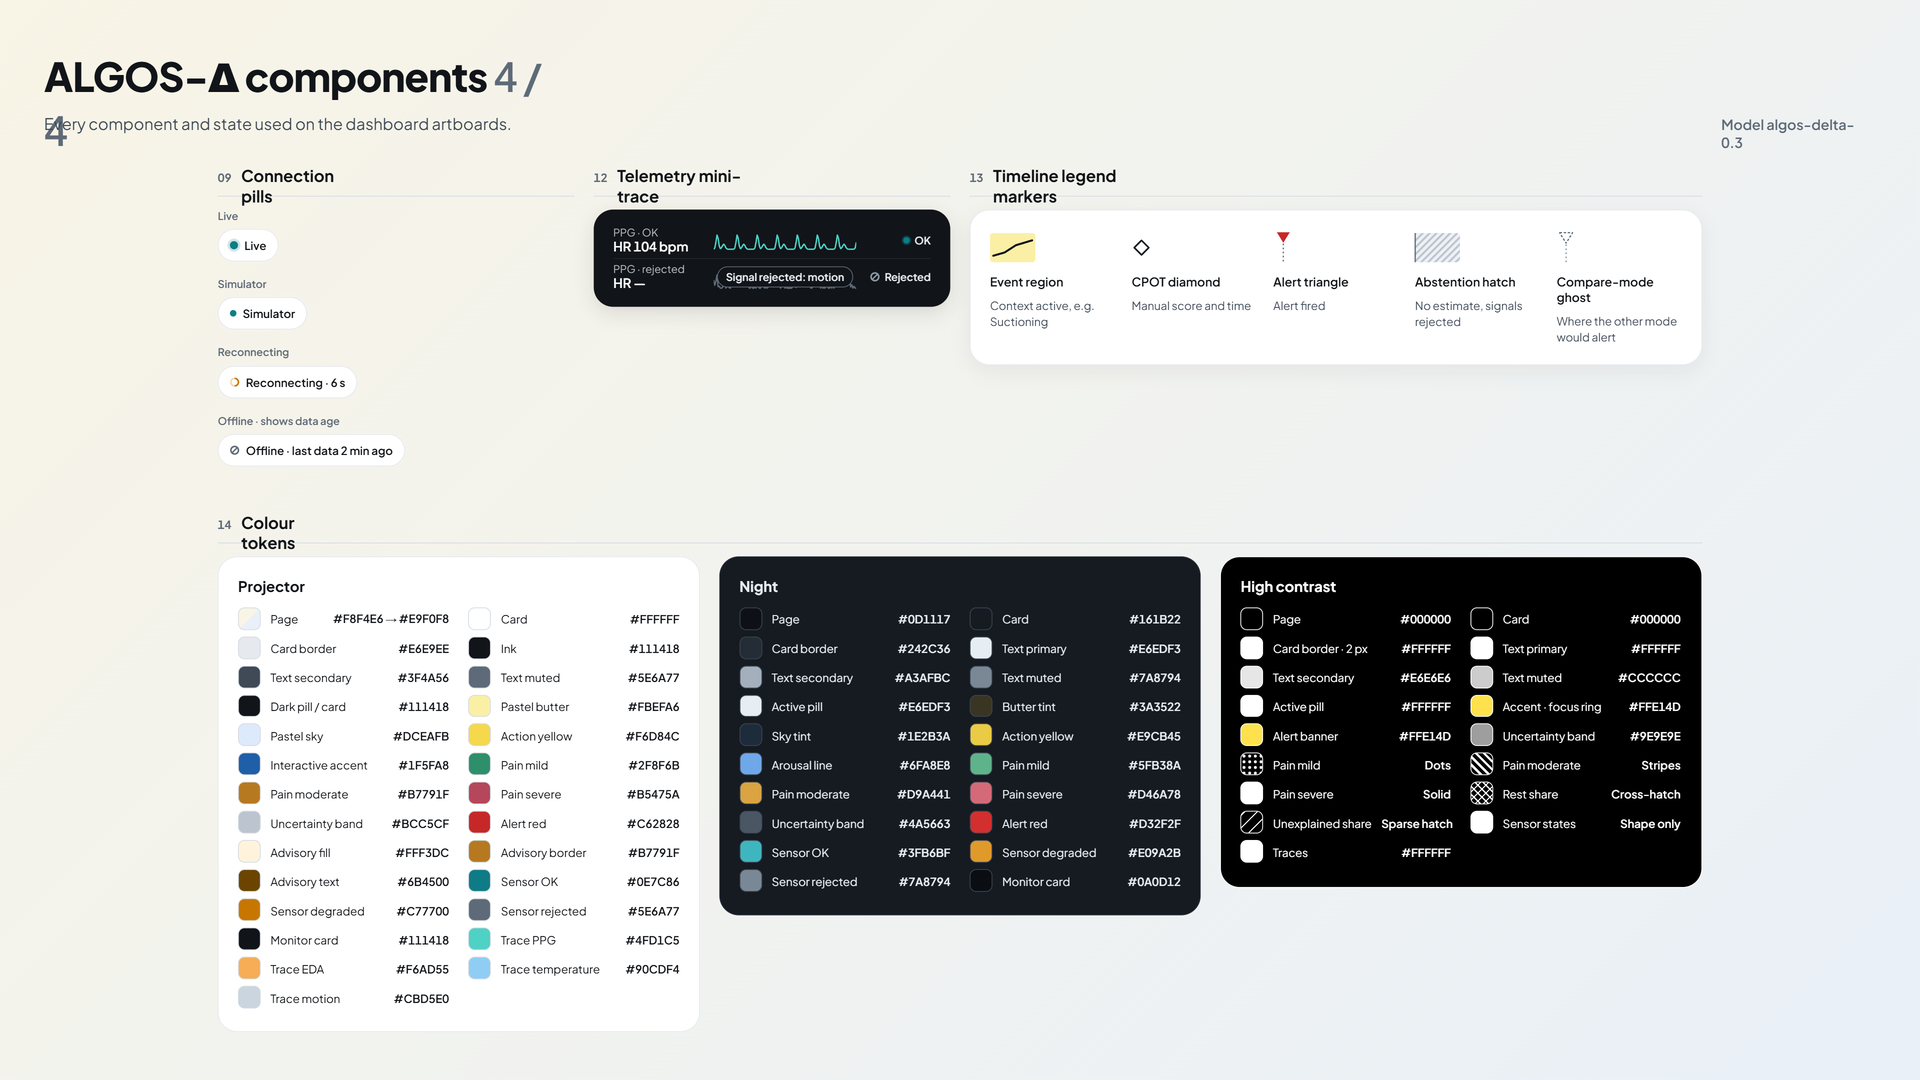 ALGOS-Δ components 4 /
4
Every component and state used on the dashboard artboards.
Model algos-delta-
0.3
09 Connection
pills
Live
Live
Simulator
Simulator
Reconnecting
Reconnecting · 6 s
Offline · shows data age
Offline · last data 2 min ago
12 Telemetry mini-
trace
PPG · OK
HR 104 bpm
OK
PPG · rejected
HR —
Signal rejected: motion
Rejected
13 Timeline legend
markers
Event region
Context active, e.g.
Suctioning
CPOT diamond
Manual score and time
Alert triangle
Alert fired
Abstention hatch
No estimate, signals
rejected
Compare-mode
ghost
Where the other mode
would alert
14 Colour
tokens
Projector
Page #F8F4E6 → #E9F0F8
Card #FFFFFF
Card border #E6E9EE
Ink #111418
Text secondary #3F4A56
Text muted #5E6A77
Dark pill / card #111418
Pastel butter #FBEFA6
Pastel sky #DCEAFB
Action yellow #F6D84C
Interactive accent #1F5FA8
Pain mild #2F8F6B
Pain moderate #B7791F
Pain severe #B5475A
Uncertainty band #BCC5CF
Alert red #C62828
Advisory fill #FFF3DC
Advisory border #B7791F
Advisory text #6B4500
Sensor OK #0E7C86
Sensor degraded #C77700
Sensor rejected #5E6A77
Monitor card #111418
Trace PPG #4FD1C5
Trace EDA #F6AD55
Trace temperature #90CDF4
Trace motion #CBD5E0
Night
Page #0D1117
Card #161B22
Card border #242C36
Text primary #E6EDF3
Text secondary #A3AFBC
Text muted #7A8794
Active pill #E6EDF3
Butter tint #3A3522
Sky tint #1E2B3A
Action yellow #E9CB45
Arousal line #6FA8E8
Pain mild #5FB38A
Pain moderate #D9A441
Pain severe #D46A78
Uncertainty band #4A5663
Alert red #D32F2F
Sensor OK #3FB6BF
Sensor degraded #E09A2B
Sensor rejected #7A8794
Monitor card #0A0D12
High contrast
Page #000000
Card #000000
Card border · 2 px #FFFFFF
Text primary #FFFFFF
Text secondary #E6E6E6
Text muted #CCCCCC
Active pill #FFFFFF
Accent · focus ring #FFE14D
Alert banner #FFE14D
Uncertainty band #9E9E9E
Pain mild Dots
Pain moderate Stripes
Pain severe Solid
Rest share Cross-hatch
Unexplained share Sparse hatch
Sensor states Shape only
Traces #FFFFFF